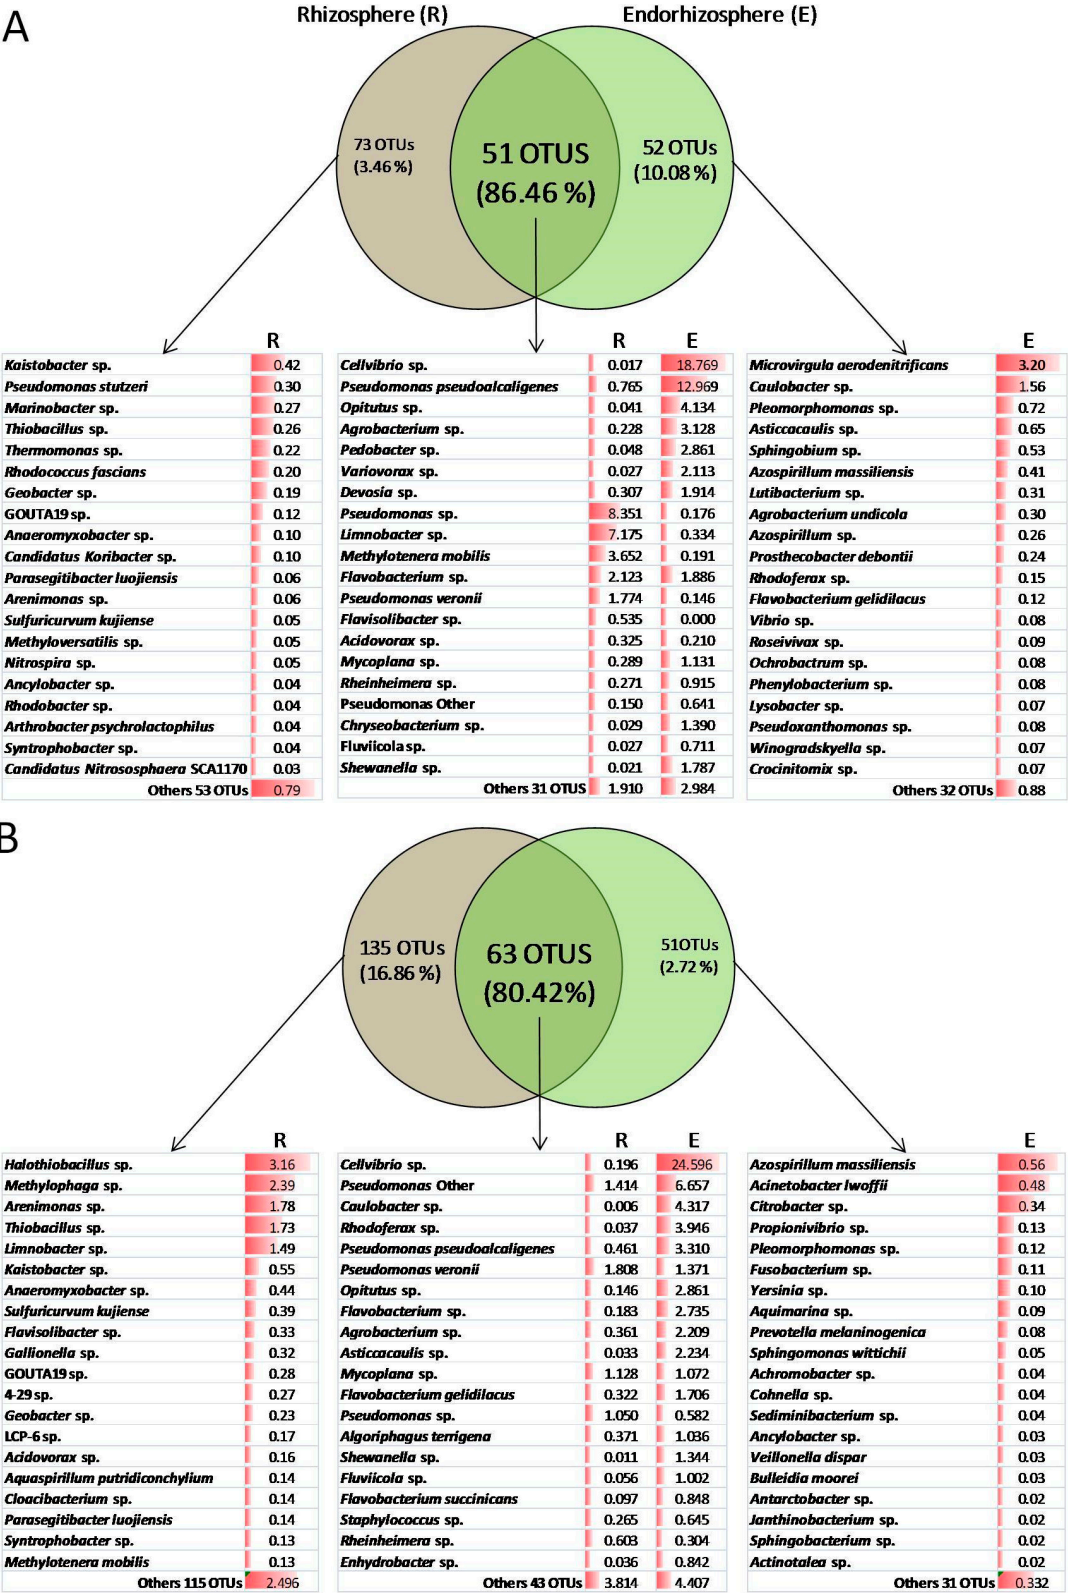 A
Rhizosphere (R)
Endorhizosphere (E)
73 OTUs
(3.46 %)
51 OTUS
(86.46 %)
52 OTUs
(10.08 %)
R
Kaistobacter sp. 0.42
Pseudomonas stutzeri 0.30
Marinobacter sp. 0.27
Thiobacillus sp. 0.26
Thermomonas sp. 0.22
Rhodococcus fascians 0.20
Geobacter sp. 0.19
GOUTA19 sp. 0.12
Anaeromyxobacter sp. 0.10
Candidatus Koribacter sp. 0.10
Parasegitibacter luojiensis 0.06
Arenimonas sp. 0.06
Sulfuricurvum kujiense 0.05
Methyloversatilis sp. 0.05
Nitrospira sp. 0.05
Ancylobacter sp. 0.04
Rhodobacter sp. 0.04
Arthrobacter psychrolactophilus 0.04
Syntrophobacter sp. 0.04
Candidatus Nitrososphaera SCA1170 0.03
Others 53 OTUs 0.79
R E
Cellvibrio sp. 0.017 18.769
Pseudomonas pseudoalcaligenes 0.765 12.969
Opitutus sp. 0.041 4.134
Agrobacterium sp. 0.228 3.128
Pedobacter sp. 0.048 2.861
Variovorax sp. 0.027 2.113
Devosia sp. 0.307 1.914
Pseudomonas sp. 8.351 0.176
Limnobacter sp. 7.175 0.334
Methylotenera mobilis 3.652 0.191
Flavobacterium sp. 2.123 1.886
Pseudomonas veronii 1.774 0.146
Flavisolibacter sp. 0.535 0.000
Acidovorax sp. 0.325 0.210
Mycoplana sp. 0.289 1.131
Rheinheimera sp. 0.271 0.915
Pseudomonas Other 0.150 0.641
Chryseobacterium sp. 0.029 1.390
Fluviicola sp. 0.027 0.711
Shewanella sp. 0.021 1.787
Others 31 OTUS 1.910 2.984
E
Microvirgula aerodenitrificans 3.20
Caulobacter sp. 1.56
Pleomorphomonas sp. 0.72
Asticcacaulis sp. 0.65
Sphingobium sp. 0.53
Azospirillum massiliensis 0.41
Lutibacterium sp. 0.31
Agrobacterium undicola 0.30
Azospirillum sp. 0.26
Prosthecobacter debontii 0.24
Rhodoferax sp. 0.15
Flavobacterium gelidilacus 0.12
Vibrio sp. 0.08
Roseivivax sp. 0.09
Ochrobactrum sp. 0.08
Phenylobacterium sp. 0.08
Lysobacter sp. 0.07
Pseudoxanthomonas sp. 0.08
Winogradskyella sp. 0.07
Crocinitomix sp. 0.07
Others 32 OTUs 0.88
B
135 OTUs
(16.86 %)
63 OTUS
(80.42%)
51OTUs
(2.72 %)
R
Halothiobacillus sp. 3.16
Methylophaga sp. 2.39
Arenimonas sp. 1.78
Thiobacillus sp. 1.73
Limnobacter sp. 1.49
Kaistobacter sp. 0.55
Anaeromyxobacter sp. 0.44
Sulfuricurvum kujiense 0.39
Flavisolibacter sp. 0.33
Gallionella sp. 0.32
GOUTA19 sp. 0.28
4-29 sp. 0.27
Geobacter sp. 0.23
LCP-6 sp. 0.17
Acidovorax sp. 0.16
Aquaspirillum putridiconchylium 0.14
Cloacibacterium sp. 0.14
Parasegitibacter luojiensis 0.14
Syntrophobacter sp. 0.13
Methylotenera mobilis 0.13
Others 115 OTUs 2.496
R E
Cellvibrio sp. 0.196 24.596
Pseudomonas Other 1.414 6.657
Caulobacter sp. 0.006 4.317
Rhodoferax sp. 0.037 3.946
Pseudomonas pseudoalcaligenes 0.461 3.310
Pseudomonas veronii 1.808 1.371
Opitutus sp. 0.146 2.861
Flavobacterium sp. 0.183 2.735
Agrobacterium sp. 0.361 2.209
Asticcacaulis sp. 0.033 2.234
Mycoplana sp. 1.128 1.072
Flavobacterium gelidilacus 0.322 1.706
Pseudomonas sp. 1.050 0.582
Algoriphagus terrigena 0.371 1.036
Shewanella sp. 0.011 1.344
Fluviicola sp. 0.056 1.002
Flavobacterium succinicans 0.097 0.848
Staphylococcus sp. 0.265 0.645
Rheinheimera sp. 0.603 0.304
Enhydrobacter sp. 0.036 0.842
Others 43 OTUs 3.814 4.407
E
Azospirillum massiliensis 0.56
Acinetobacter lwoffii 0.48
Citrobacter sp. 0.34
Propionivibrio sp. 0.13
Pleomorphomonas sp. 0.12
Fusobacterium sp. 0.11
Yersinia sp. 0.10
Aquimarina sp. 0.09
Prevotella melaninogenica 0.08
Sphingomonas wittichii 0.05
Achromobacter sp. 0.04
Cohnella sp. 0.04
Sediminibacterium sp. 0.04
Ancylobacter sp. 0.03
Veillonella dispar 0.03
Bulleidia moorei 0.03
Antarctobacter sp. 0.02
Janthinobacterium sp. 0.02
Sphingobacterium sp. 0.02
Actinotalea sp. 0.02
Others 31 OTUs 0.332